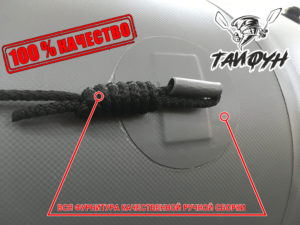 100 % КАЧЕСТВО
ТАЙФУН
ВСЯ ФУРНИТУРА КАЧЕСТВЕННОЙ РУЧНОЙ СБОРКИ